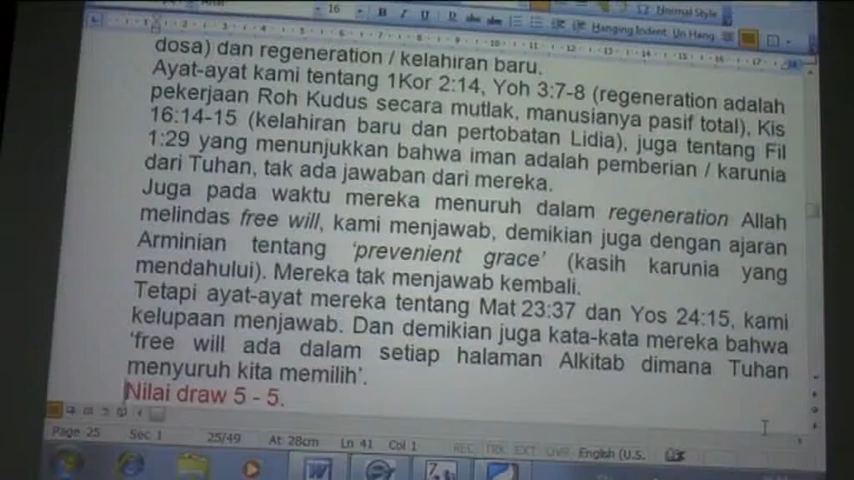 16
Normal Style
Hanging Indent
Un Hang
dosa) dan regeneration / kelahiran baru.
Ayat-ayat kami tentang 1Kor 2:14, Yoh 3:7-8 (regeneration adalah
pekerjaan Roh Kudus secara mutlak, manusianya pasif total), Kis
16:14-15 (kelahiran baru dan pertobatan Lidia), juga tentang Fil
1:29 yang menunjukkan bahwa iman adalah pemberian / karunia
dari Tuhan, tak ada jawaban dari mereka.
Juga pada waktu mereka menuruh dalam regeneration Allah
melindas free will, kami menjawab, demikian juga dengan ajaran
Arminian tentang ‘prevenient grace’ (kasih karunia yang
mendahului). Mereka tak menjawab kembali.
Tetapi ayat-ayat mereka tentang Mat 23:37 dan Yos 24:15, kami
kelupaan menjawab. Dan demikian juga kata-kata mereka bahwa
‘free will ada dalam setiap halaman Alkitab dimana Tuhan
menyuruh kita memilih’.
Nilai draw 5 - 5.
Page 25 Sec 1 25/49 At: 28cm Ln 41 Col 1 REC TRK EXT OVR English (U.S.